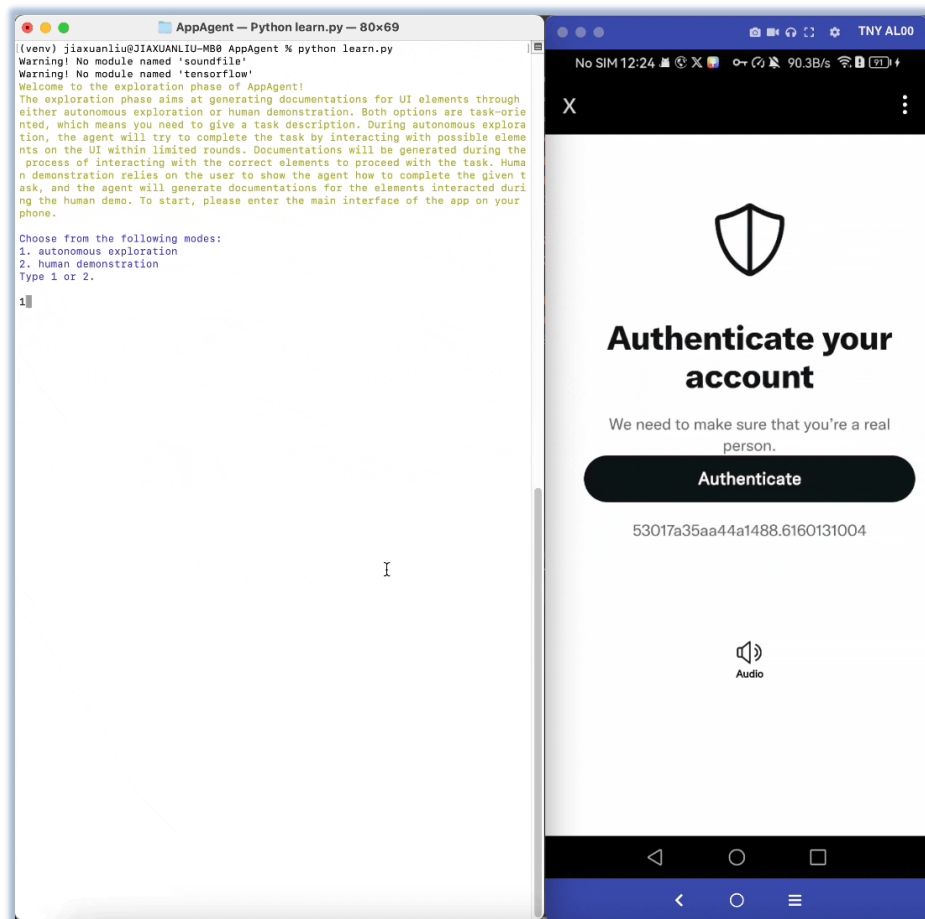 AppAgent — Python learn.py — 80×69
(venv) jiaxuanliu@JIAXUANLIU-MB0 AppAgent % python learn.py
Warning! No module named 'soundfile'
Warning! No module named 'tensorflow'
Welcome to the exploration phase of AppAgent!
The exploration phase aims at generating documentations for UI elements through
either autonomous exploration or human demonstration. Both options are task-orie
nted, which means you need to give a task description. During autonomous explora
tion, the agent will try to complete the task by interacting with possible eleme
nts on the UI within limited rounds. Documentations will be generated during the
process of interacting with the correct elements to proceed with the task. Huma
n demonstration relies on the user to show the agent how to complete the given t
ask, and the agent will generate documentations for the elements interacted duri
ng the human demo. To start, please enter the main interface of the app on your
phone.
Choose from the following modes:
1. autonomous exploration
2. human demonstration
Type 1 or 2.
1
TNY AL00
No SIM 12:24 X 90.3B/s 91
X
Authenticate your
account
We need to make sure that you're a real
person.
Authenticate
53017a35aa44a1488.6160131004
Audio